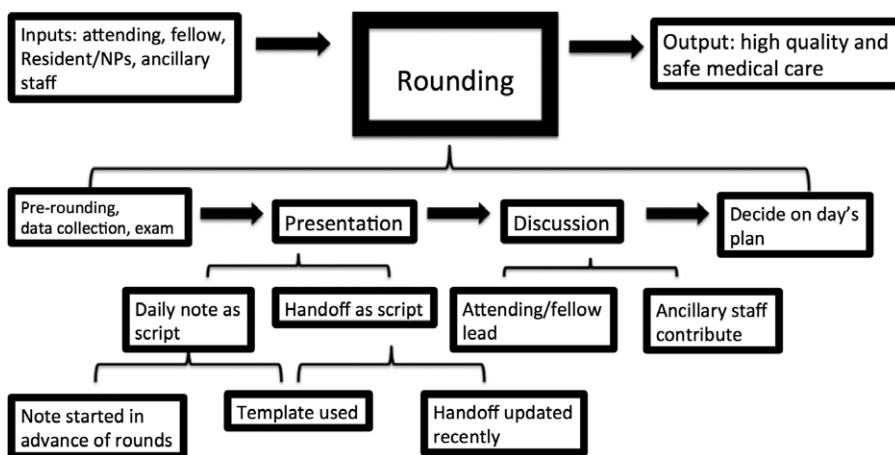 Inputs: attending, fellow,
Resident/NPs, ancillary
staff
Rounding
Output: high quality and
safe medical care
Pre-rounding,
data collection, exam
Presentation
Discussion
Decide on day’s
plan
Daily note as
script
Handoff as script
Attending/fellow
lead
Ancillary staff
contribute
Note started in
advance of rounds
Template used
Handoff updated
recently